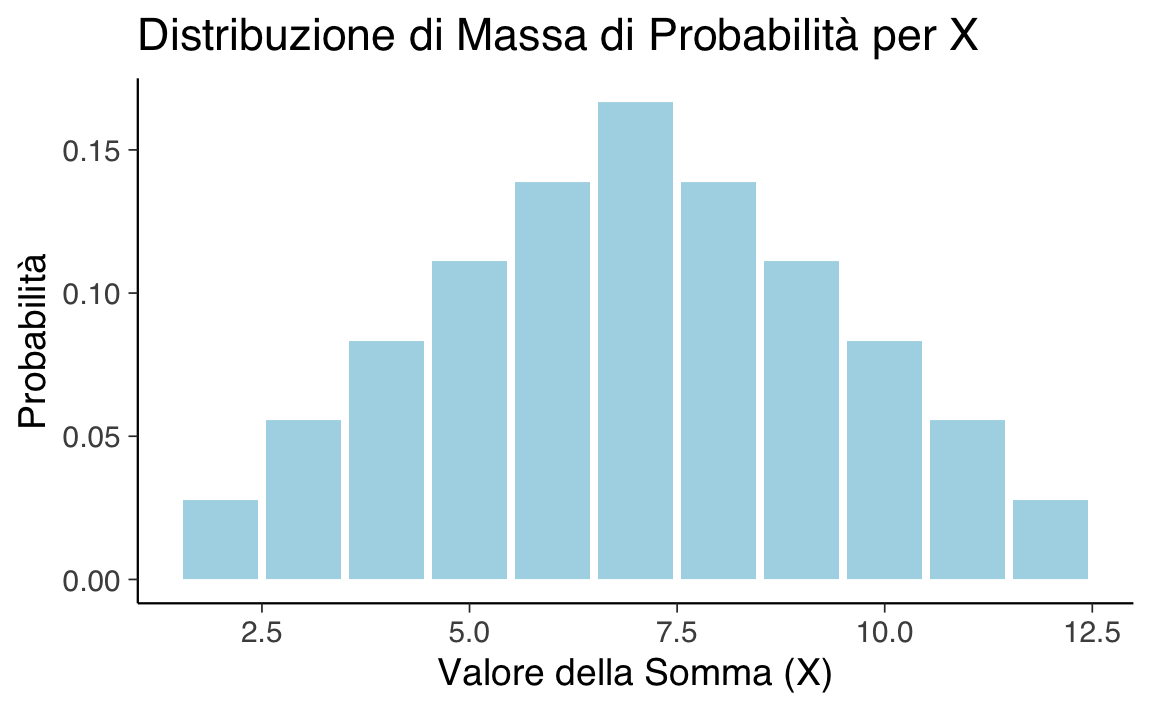 Distribuzione di Massa di Probabilità per X
Probabilità
0.15
0.10
0.05
0.00
2.5 5.0 7.5 10.0 12.5
Valore della Somma (X)